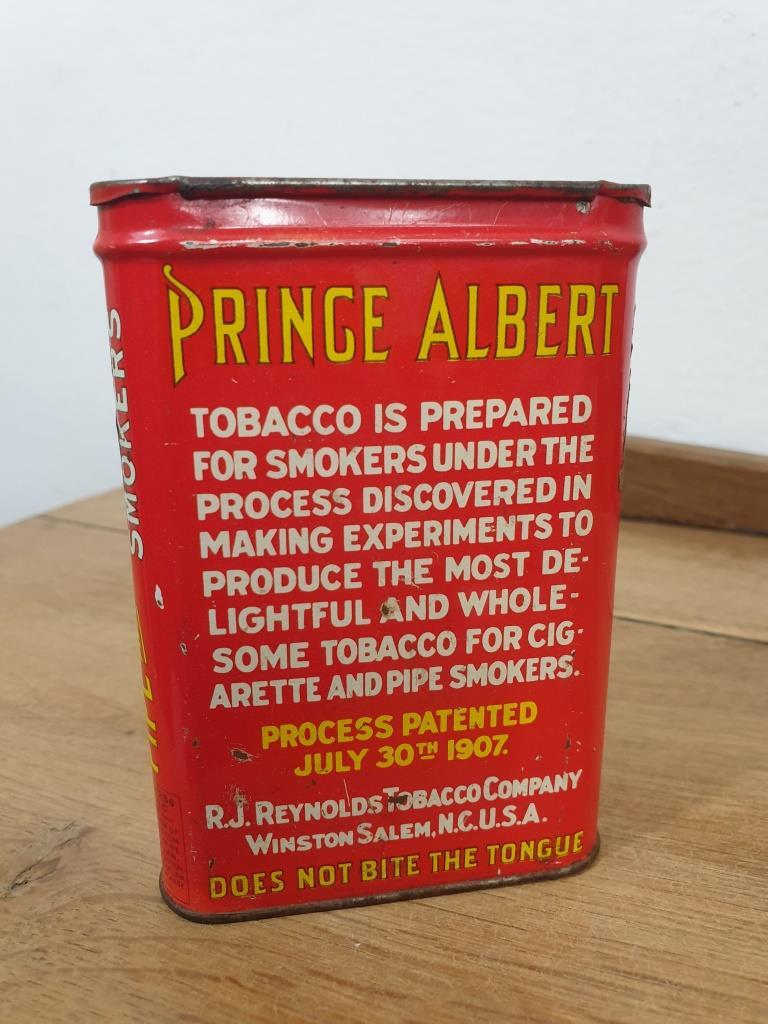 PRINCE ALBERT
TOBACCO IS PREPARED
FOR SMOKERS UNDER THE
PROCESS DISCOVERED IN
MAKING EXPERIMENTS TO
PRODUCE THE MOST DE-
LIGHTFUL AND WHOLE-
SOME TOBACCO FOR CIG-
ARETTE AND PIPE SMOKERS.
PROCESS PATENTED
JULY 30TH 1907.
R.J. REYNOLDS TOBACCO COMPANY
WINSTON SALEM, N.C. U.S.A.
DOES NOT BITE THE TONGUE
SMOKERS